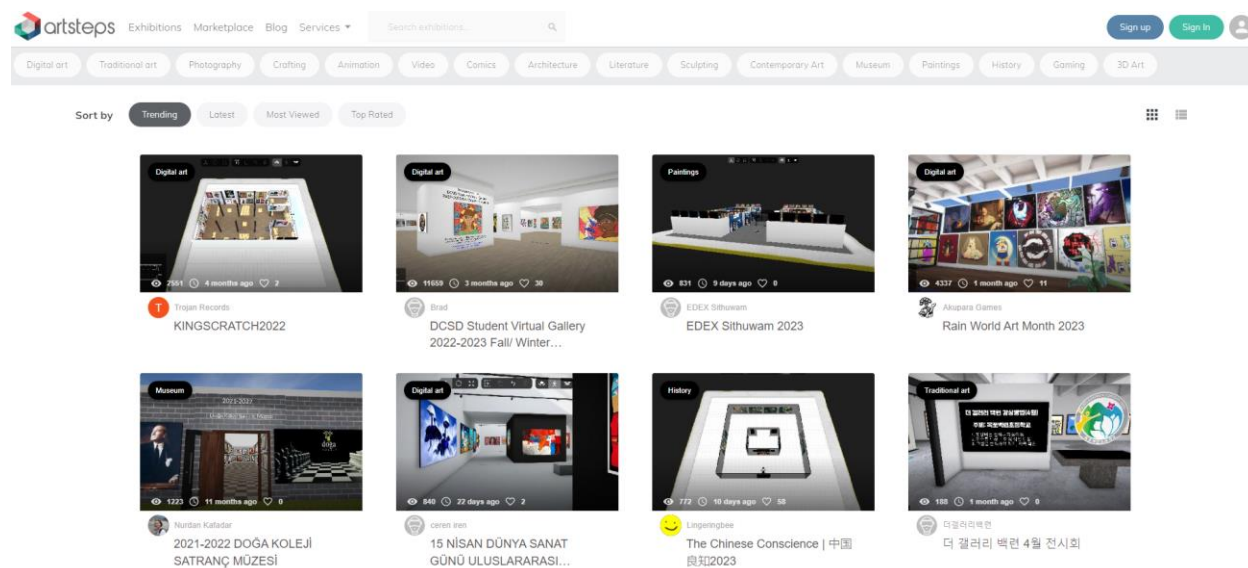 artsteps
Exhibitions Marketplace Blog Services
Search exhibitions...
Sign up
Sign In
Digital art
Traditional art
Photography
Crafting
Animation
Video
Comics
Architecture
Literature
Sculpting
Contemporary Art
Museum
Paintings
History
Gaming
3D Art
Sort by
Trending
Latest
Most Viewed
Top Rated
Digital art
2551 4 months ago 2
T
Trojan Records
KINGSCRATCH2022
Digital art
11659 3 months ago 30
Brad
DCSD Student Virtual Gallery
2022-2023 Fall/ Winter...
Paintings
831 9 days ago 0
EDEX Sithuwam
EDEX Sithuwam 2023
Digital art
4337 1 month ago 11
Akupara Games
Rain World Art Month 2023
Museum
2021-2022
doğa
1223 11 months ago 0
Nurdan Kafadar
2021-2022 DOĞA KOLEJİ
SATRANÇ MÜZESİ
Digital art
840 22 days ago 2
ceren iren
15 NİSAN DÜNYA SANAT
GÜNÜ ULUSLARARASI...
History
772 10 days ago 58
Lingeringbee
The Chinese Conscience | 中国
良知2023
Traditional art
188 1 month ago 0
더갤러리백련
더 갤러리 백련 4월 전시회